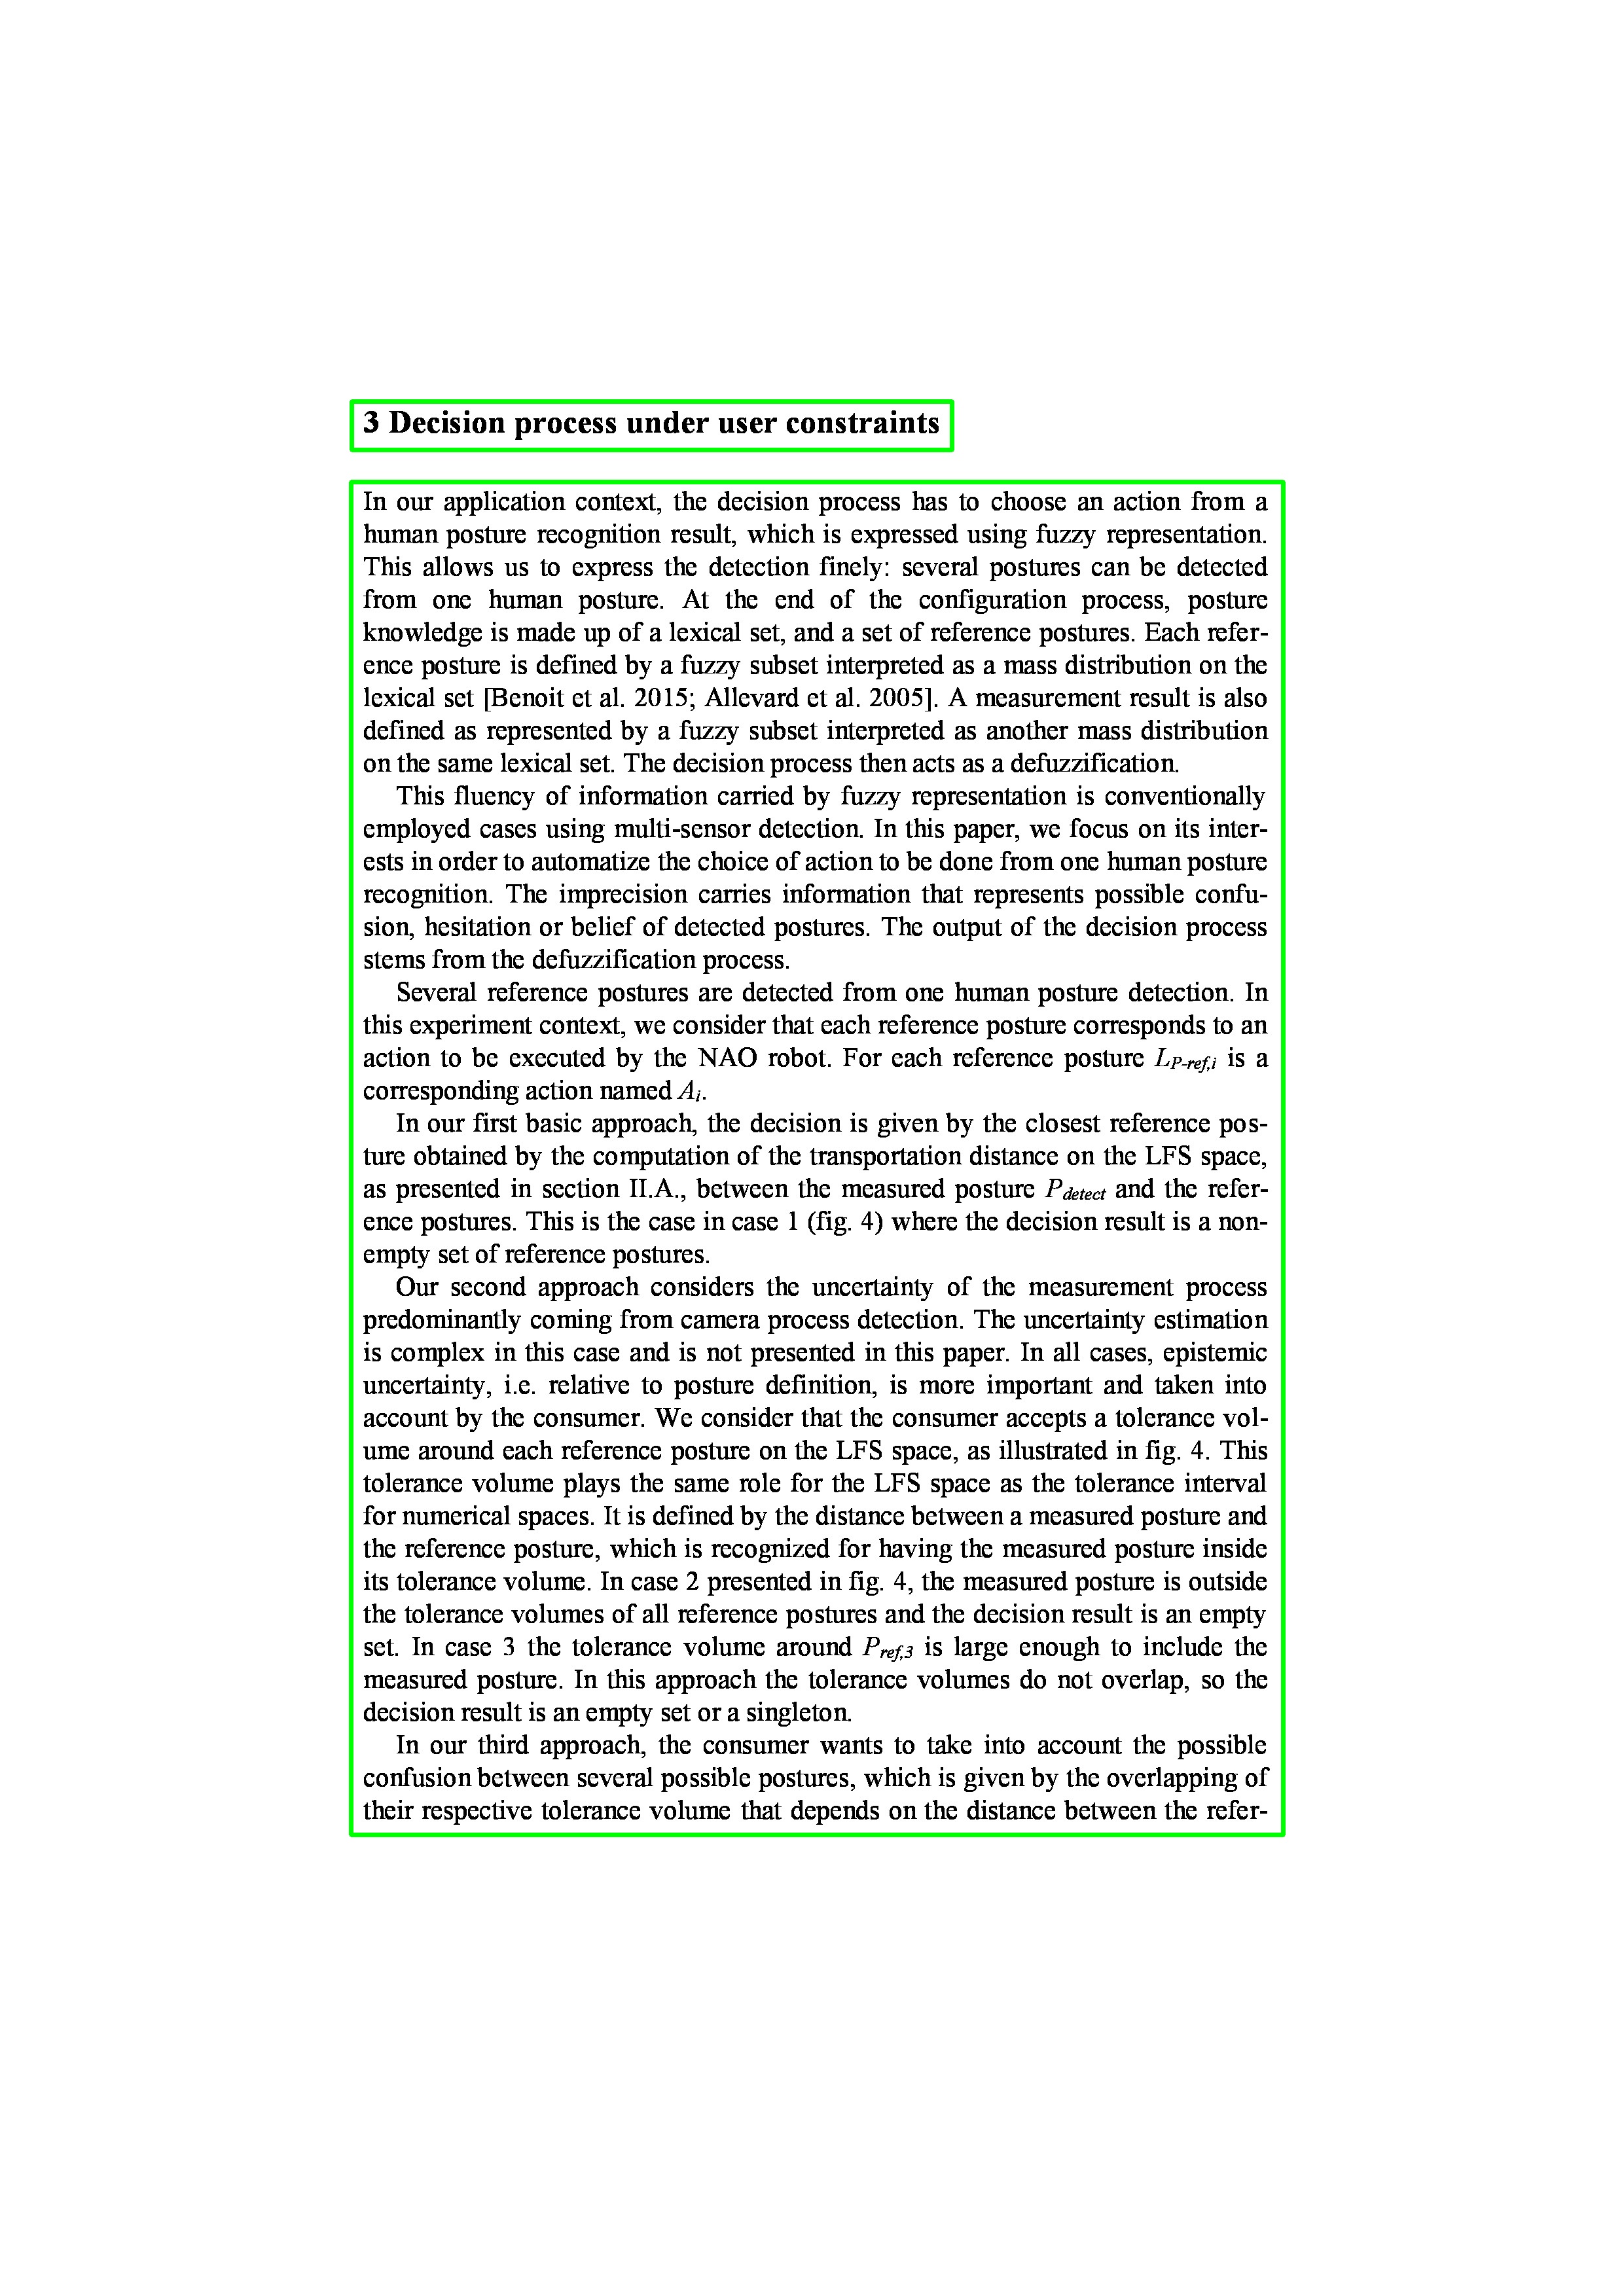 3 Decision process under user constraints
In our application context, the decision process has to choose an action from a
human posture recognition result, which is expressed using fuzzy representation.
This allows us to express the detection finely: several postures can be detected
from one human posture. At the end of the configuration process, posture
knowledge is made up of a lexical set, and a set of reference postures. Each refer-
ence posture is defined by a fuzzy subset interpreted as a mass distribution on the
lexical set [Benoit et al. 2015; Allevard et al. 2005]. A measurement result is also
defined as represented by a fuzzy subset interpreted as another mass distribution
on the same lexical set. The decision process then acts as a defuzzification.
This fluency of information carried by fuzzy representation is conventionally
employed cases using multi-sensor detection. In this paper, we focus on its inter-
ests in order to automatize the choice of action to be done from one human posture
recognition. The imprecision carries information that represents possible confu-
sion, hesitation or belief of detected postures. The output of the decision process
stems from the defuzzification process.
Several reference postures are detected from one human posture detection. In
this experiment context, we consider that each reference posture corresponds to an
action to be executed by the NAO robot. For each reference posture LP-ref,i is a
corresponding action named Ai.
In our first basic approach, the decision is given by the closest reference pos-
ture obtained by the computation of the transportation distance on the LFS space,
as presented in section II.A., between the measured posture Pdetect and the refer-
ence postures. This is the case in case 1 (fig. 4) where the decision result is a non-
empty set of reference postures.
Our second approach considers the uncertainty of the measurement process
predominantly coming from camera process detection. The uncertainty estimation
is complex in this case and is not presented in this paper. In all cases, epistemic
uncertainty, i.e. relative to posture definition, is more important and taken into
account by the consumer. We consider that the consumer accepts a tolerance vol-
ume around each reference posture on the LFS space, as illustrated in fig. 4. This
tolerance volume plays the same role for the LFS space as the tolerance interval
for numerical spaces. It is defined by the distance between a measured posture and
the reference posture, which is recognized for having the measured posture inside
its tolerance volume. In case 2 presented in fig. 4, the measured posture is outside
the tolerance volumes of all reference postures and the decision result is an empty
set. In case 3 the tolerance volume around Pref,3 is large enough to include the
measured posture. In this approach the tolerance volumes do not overlap, so the
decision result is an empty set or a singleton.
In our third approach, the consumer wants to take into account the possible
confusion between several possible postures, which is given by the overlapping of
their respective tolerance volume that depends on the distance between the refer-